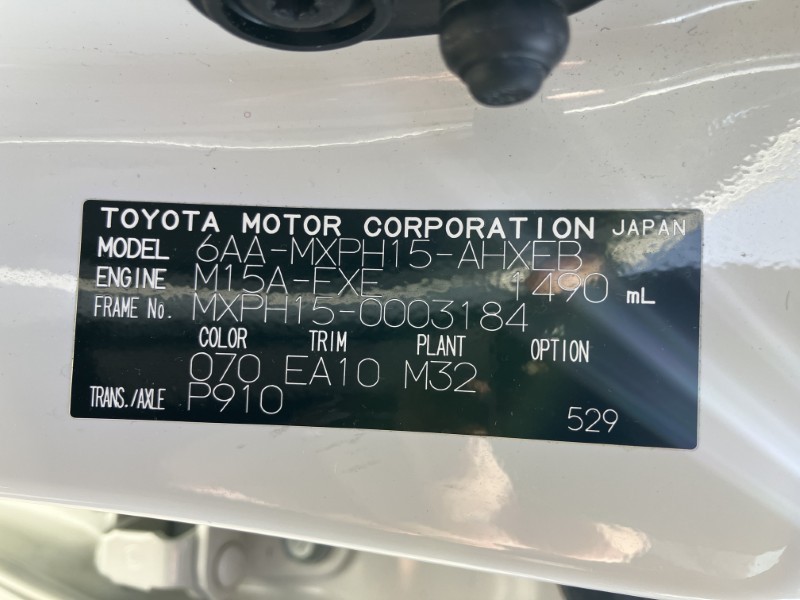 TOYOTA MOTOR CORPORATION JAPAN
MODEL 6AA-MXPH15-AHXEB
ENGINE M15A-EXE 1490 mL
FRAME No. MXPH15-0003184
COLOR TRIM PLANT OPTION
070 EA10 M32
TRANS./AXLE P910
529